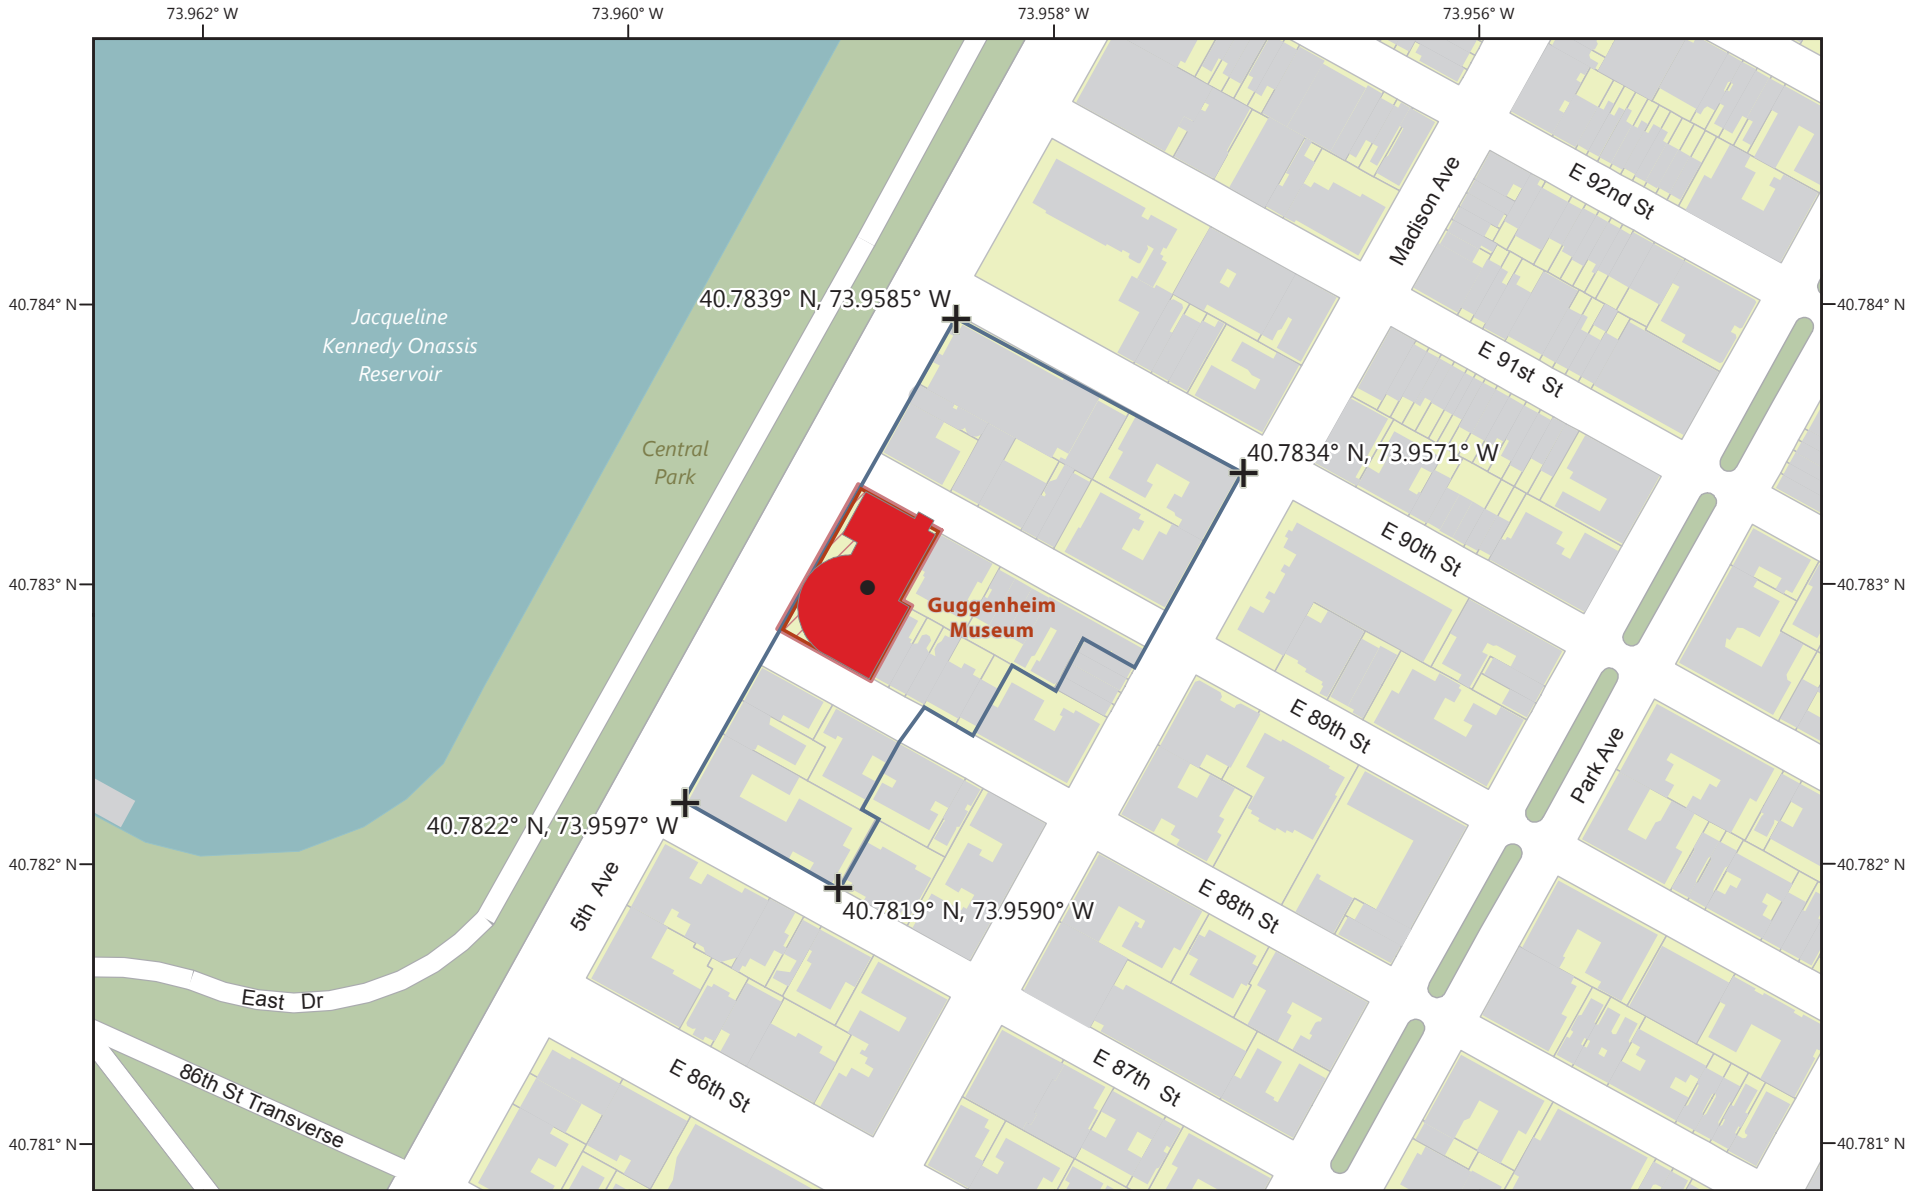 73.962° W
73.960° W
73.958° W
73.956° W
E 92nd St
Madison Ave
40.784° N
40.7839° N, 73.9585° W
40.784° N
Jacqueline
Kennedy Onassis
Reservoir
E 91st St
Central
Park
40.7834° N, 73.9571° W
E 90th St
40.783° N
40.783° N
Guggenheim
Museum
E 89th St
Park Ave
40.7822° N, 73.9597° W
40.782° N
40.782° N
5th Ave
40.7819° N, 73.9590° W
E 88th St
East Dr
E 87th St
E 86th St
86th St Transverse
40.781° N
40.781° N